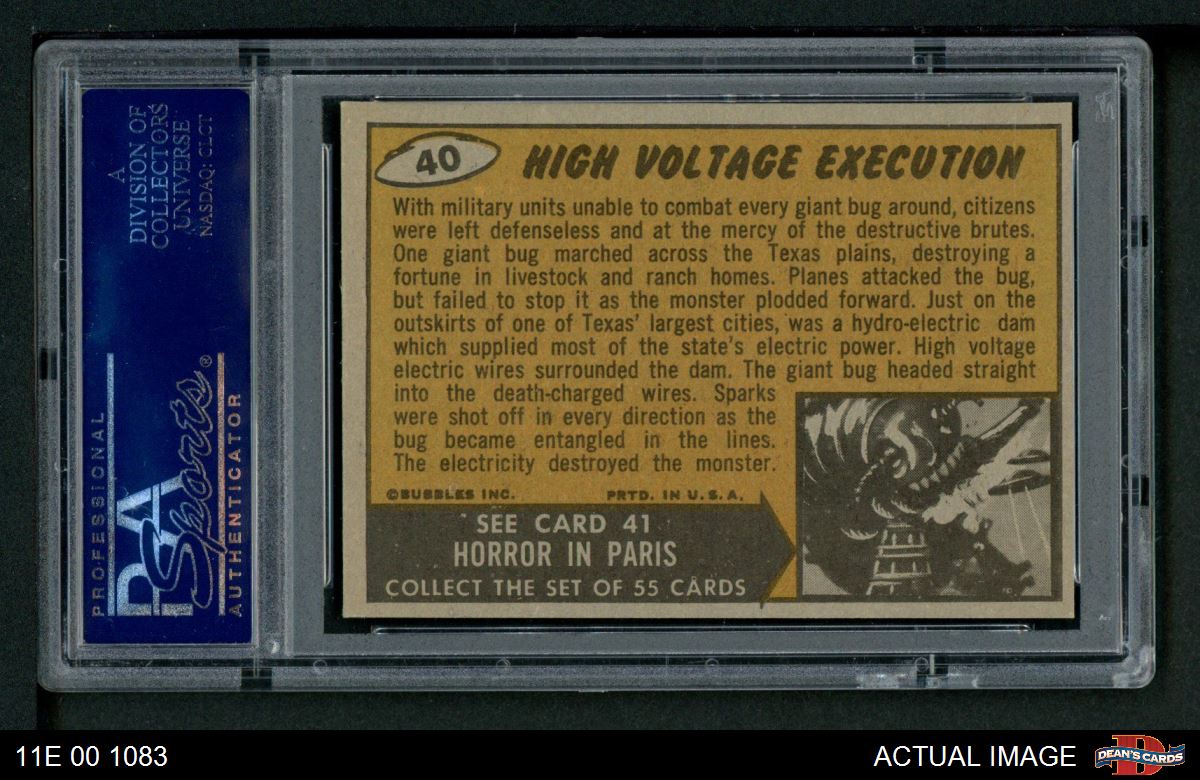 A
DIVISION OF
COLLECTORS
UNIVERSE
NASDAQ: CLCT
PROFESSIONAL
PSA
Sports®
AUTHENTICATOR
40
HIGH VOLTAGE EXECUTION
With military units unable to combat every giant bug around, citizens
were left defenseless and at the mercy of the destructive brutes.
One giant bug marched across the Texas plains, destroying a
fortune in livestock and ranch homes. Planes attacked the bug,
but failed to stop it as the monster plodded forward. Just on the
outskirts of one of Texas' largest cities, was a hydro-electric dam
which supplied most of the state's electric power. High voltage
electric wires surrounded the dam. The giant bug headed straight
into the death-charged wires. Sparks
were shot off in every direction as the
bug became entangled in the lines.
The electricity destroyed the monster.
©BUBBLES INC. PRTD. IN U.S.A.
SEE CARD 41
HORROR IN PARIS
COLLECT THE SET OF 55 CARDS
11E 00 1083
ACTUAL IMAGE
D
DEAN'S CARDS